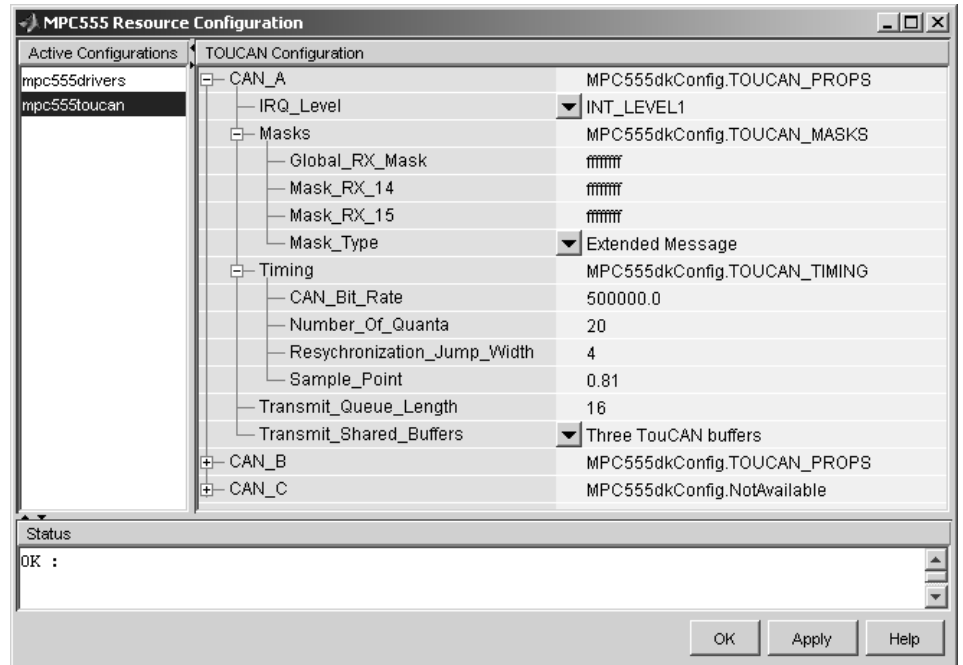 MPC555 Resource Configuration
Active Configurations TOUCAN Configuration
mpc555drivers
mpc555toucan
CAN_A MPC555dkConfig.TOUCAN_PROPS
IRQ_Level INT_LEVEL1
Masks MPC555dkConfig.TOUCAN_MASKS
Global_RX_Mask ffffffff
Mask_RX_14 ffffffff
Mask_RX_15 ffffffff
Mask_Type Extended Message
Timing MPC555dkConfig.TOUCAN_TIMING
CAN_Bit_Rate 500000.0
Number_Of_Quanta 20
Resychronization_Jump_Width 4
Sample_Point 0.81
Transmit_Queue_Length 16
Transmit_Shared_Buffers Three TouCAN buffers
CAN_B MPC555dkConfig.TOUCAN_PROPS
CAN_C MPC555dkConfig.NotAvailable
Status
OK :
OK Apply Help